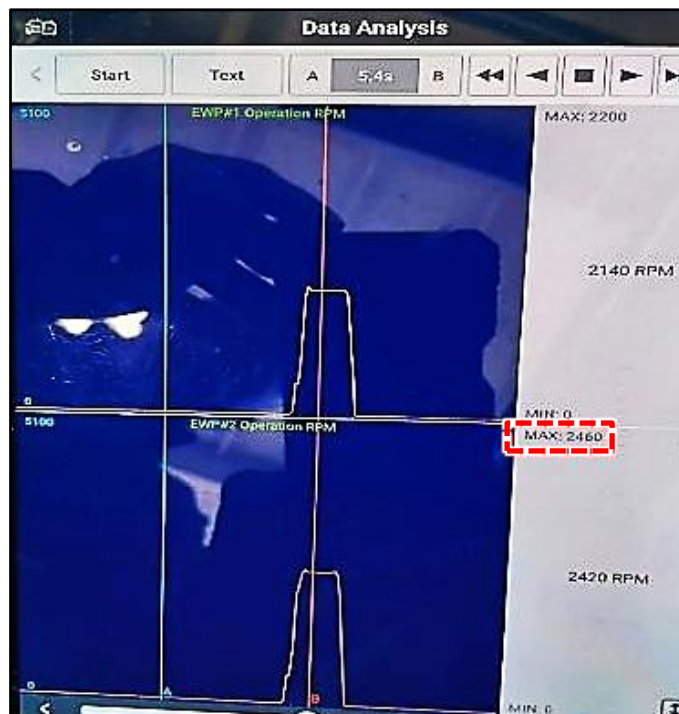 Data Analysis
Start
Text
A
5.4s
B
5100
EWP#1 Operation RPM
MAX: 2200
2140 RPM
0
MIN: 0
5100
EWP#2 Operation RPM
MAX: 2460
2420 RPM
0
A
B
MIN: 0